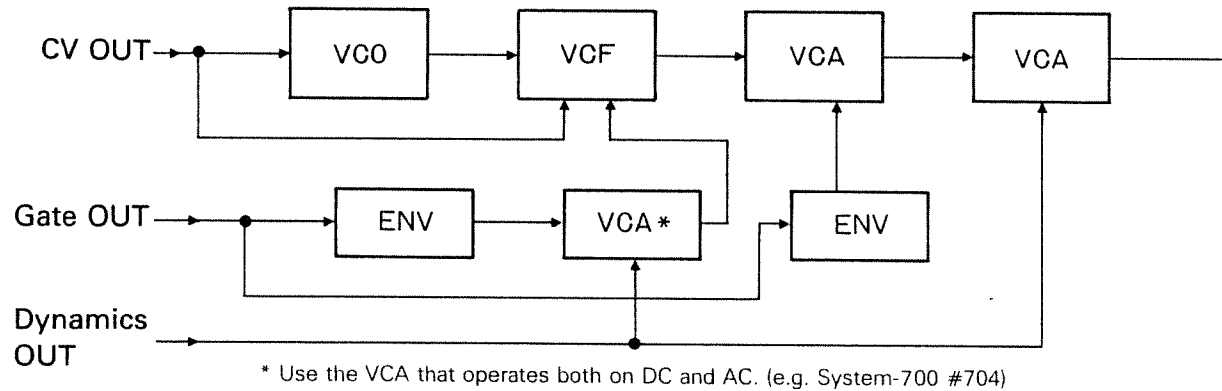 CV OUT
VCO
VCF
VCA
VCA
Gate OUT
ENV
VCA*
ENV
Dynamics
OUT
* Use the VCA that operates both on DC and AC. (e.g. System-700 #704)